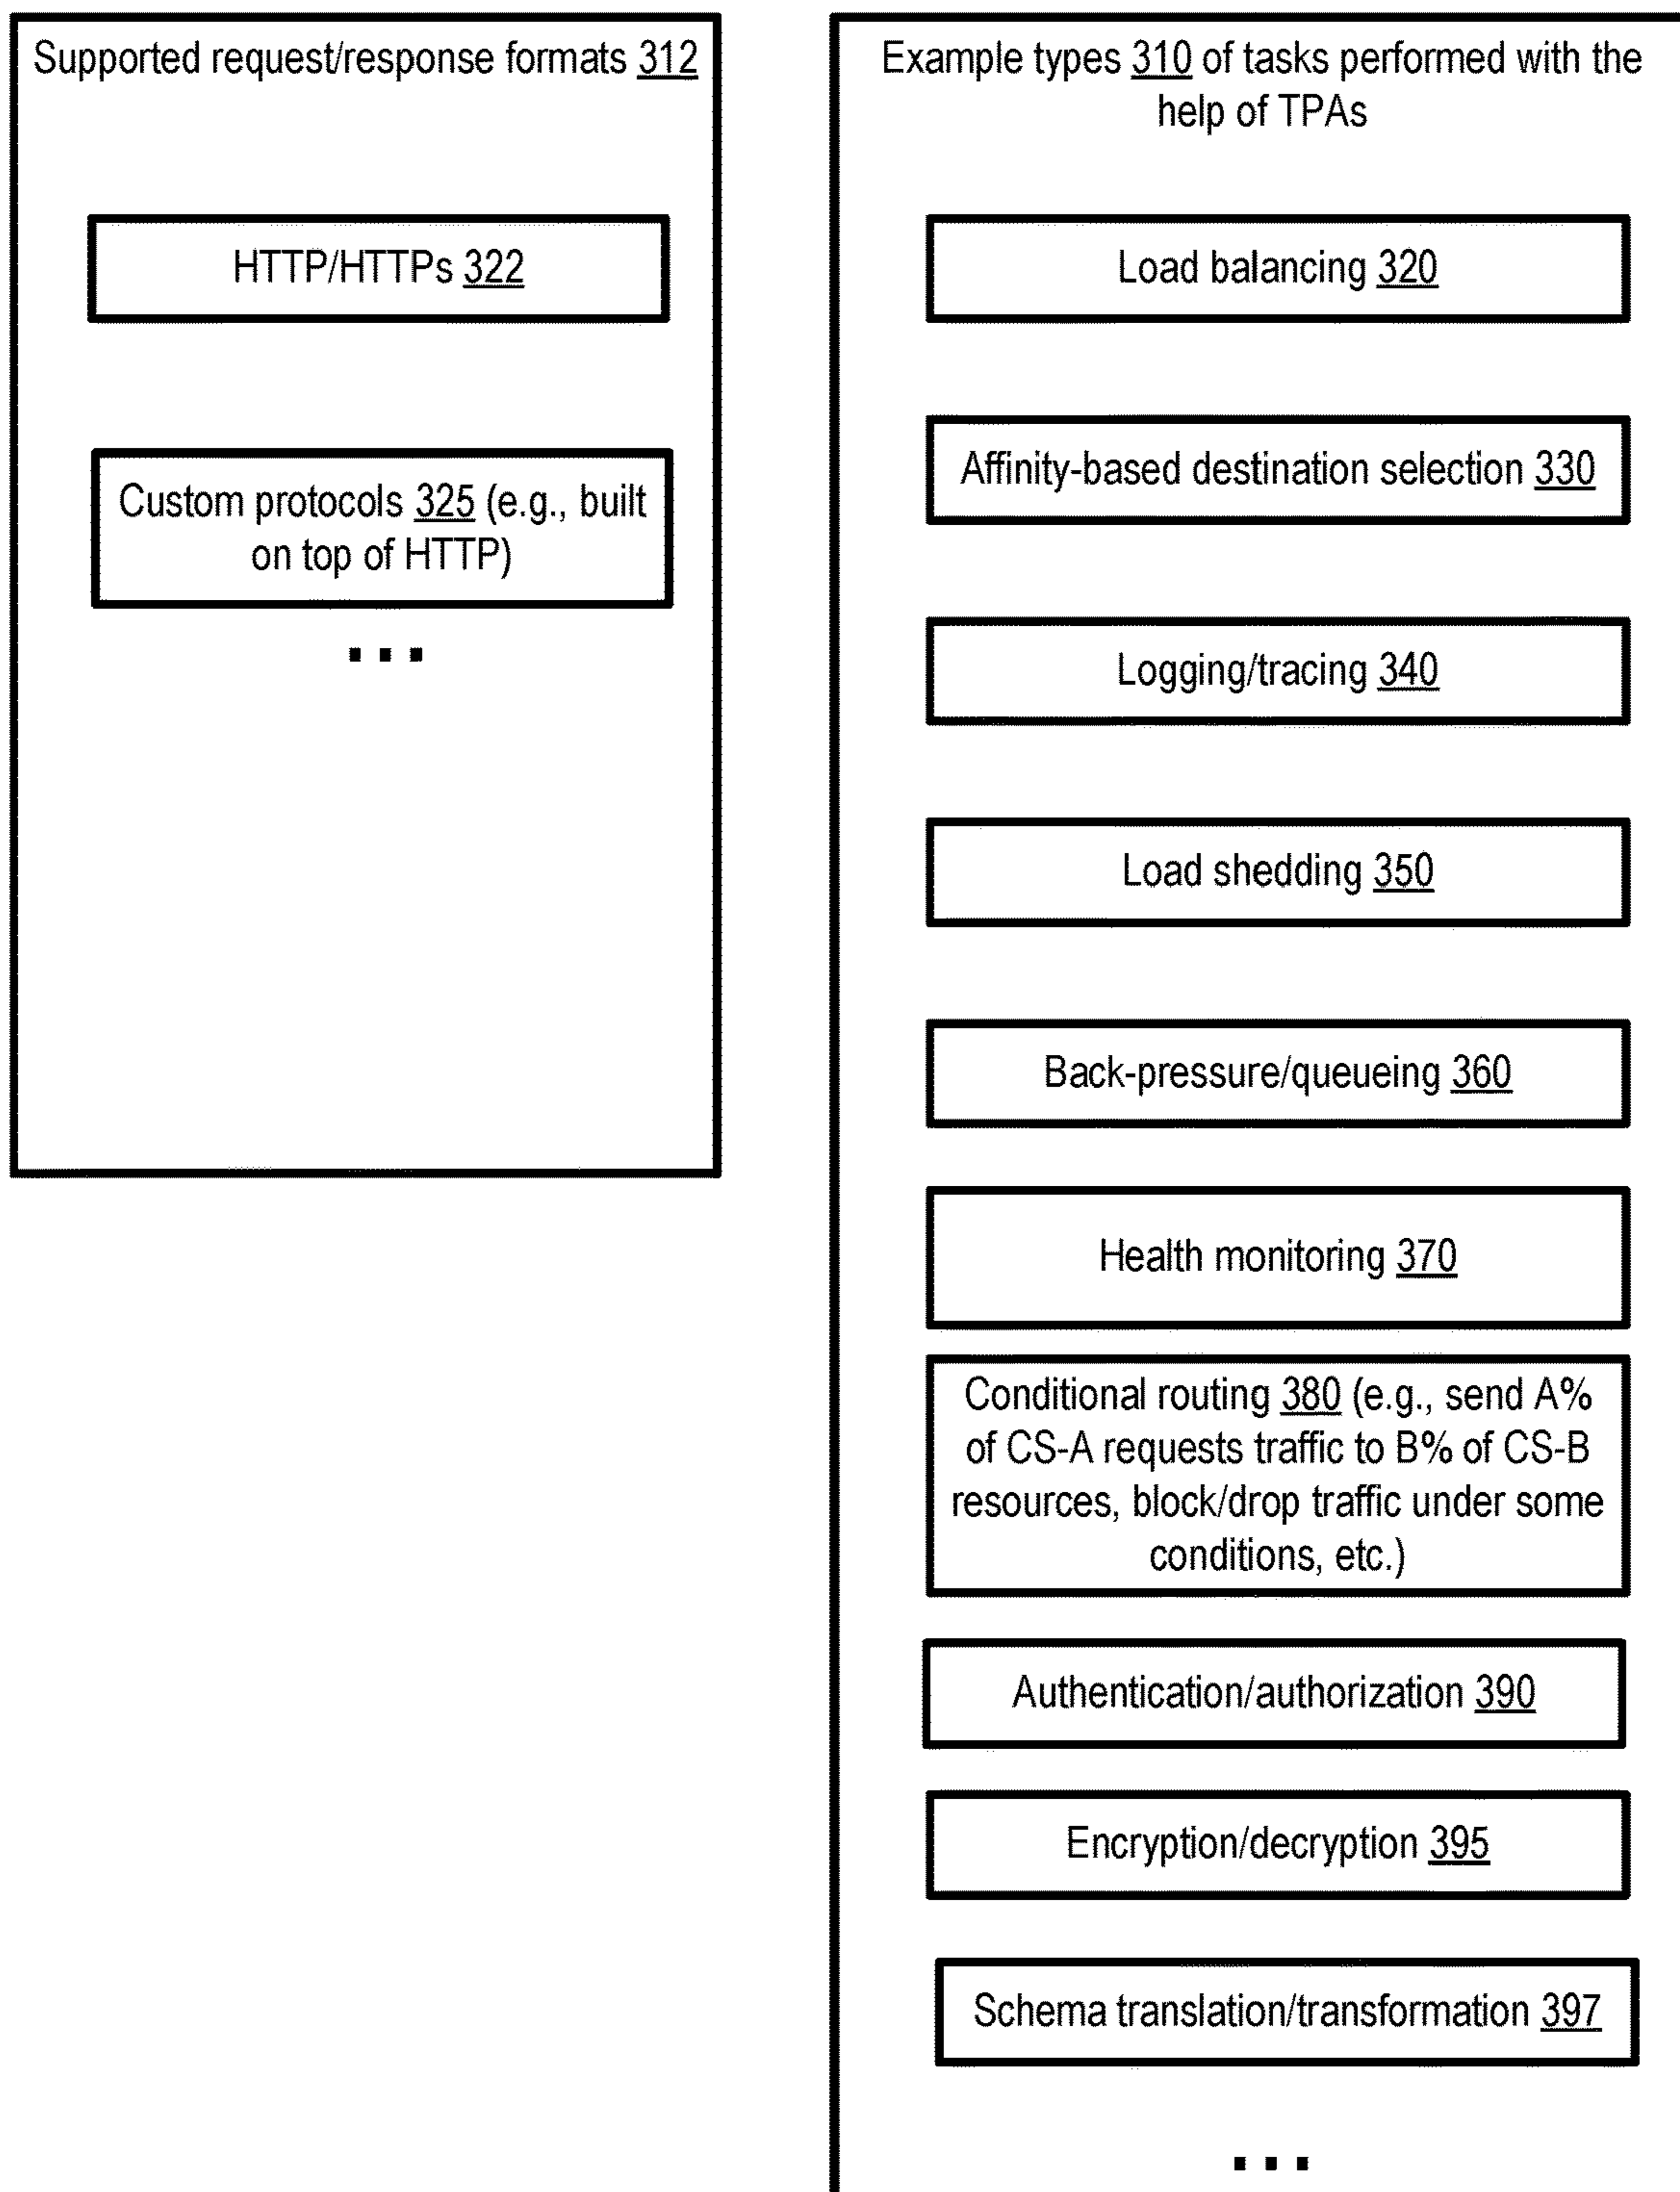 Supported request/response formats 312
HTTP/HTTPs 322
Custom protocols 325 (e.g., built
on top of HTTP)
...
Example types 310 of tasks performed with the
help of TPAs
Load balancing 320
Affinity-based destination selection 330
Logging/tracing 340
Load shedding 350
Back-pressure/queueing 360
Health monitoring 370
Conditional routing 380 (e.g., send A%
of CS-A requests traffic to B% of CS-B
resources, block/drop traffic under some
conditions, etc.)
Authentication/authorization 390
Encryption/decryption 395
Schema translation/transformation 397
...